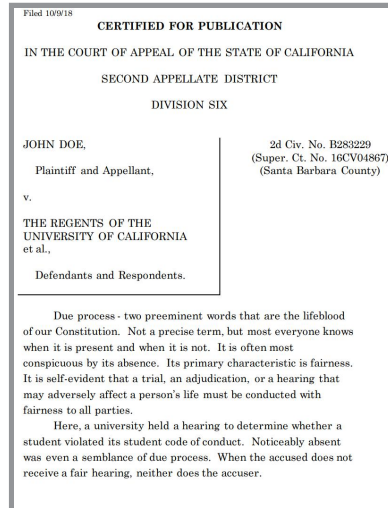 Filed 10/9/18
CERTIFIED FOR PUBLICATION
IN THE COURT OF APPEAL OF THE STATE OF CALIFORNIA
SECOND APPELLATE DISTRICT
DIVISION SIX
JOHN DOE,
Plaintiff and Appellant,
v.
THE REGENTS OF THE
UNIVERSITY OF CALIFORNIA
et al.,
Defendants and Respondents.
2d Civ. No. B283229
(Super. Ct. No. 16CV04867)
(Santa Barbara County)
Due process - two preeminent words that are the lifeblood
of our Constitution. Not a precise term, but most everyone knows
when it is present and when it is not. It is often most
conspicuous by its absence. Its primary characteristic is fairness.
It is self-evident that a trial, an adjudication, or a hearing that
may adversely affect a person's life must be conducted with
fairness to all parties.
Here, a university held a hearing to determine whether a
student violated its student code of conduct. Noticeably absent
was even a semblance of due process. When the accused does not
receive a fair hearing, neither does the accuser.